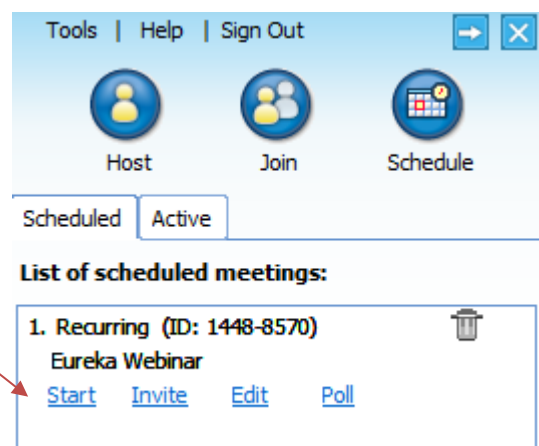 Tools | Help | Sign Out
Host Join Schedule
Scheduled Active
List of scheduled meetings:
1. Recurring (ID: 1448-8570)
Eureka Webinar
Start Invite Edit Poll